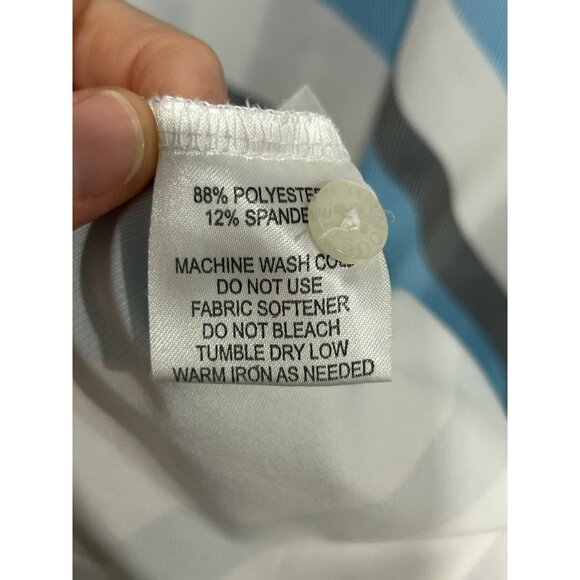 88% POLYESTER
12% SPANDE
MACHINE WASH CO
DO NOT USE
FABRIC SOFTENER
DO NOT BLEACH
TUMBLE DRY LOW
WARM IRON AS NEEDED